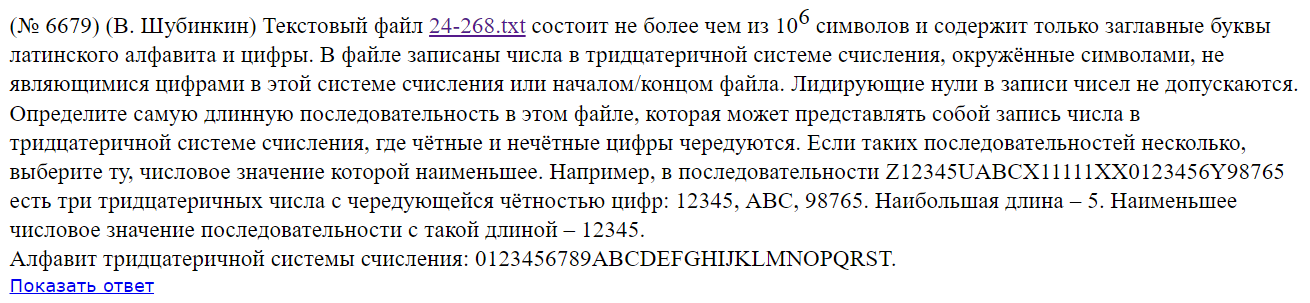 (№ 6679) (В. Шубинкин) Текстовый файл 24-268.txt состоит не более чем из 10⁶ символов и содержит только заглавные буквы
латинского алфавита и цифры. В файле записаны числа в тридцатеричной системе счисления, окружённые символами, не
являющимися цифрами в этой системе счисления или началом/концом файла. Лидирующие нули в записи чисел не допускаются.
Определите самую длинную последовательность в этом файле, которая может представлять собой запись числа в
тридцатеричной системе счисления, где чётные и нечётные цифры чередуются. Если таких последовательностей несколько,
выберите ту, числовое значение которой наименьшее. Например, в последовательности Z12345UABCX11111XX0123456Y98765
есть три тридцатеричных числа с чередующейся чётностью цифр: 12345, ABC, 98765. Наибольшая длина – 5. Наименьшее
числовое значение последовательности с такой длиной – 12345.
Алфавит тридцатеричной системы счисления: 0123456789ABCDEFGHIJKLMNOPQRST.
Показать ответ